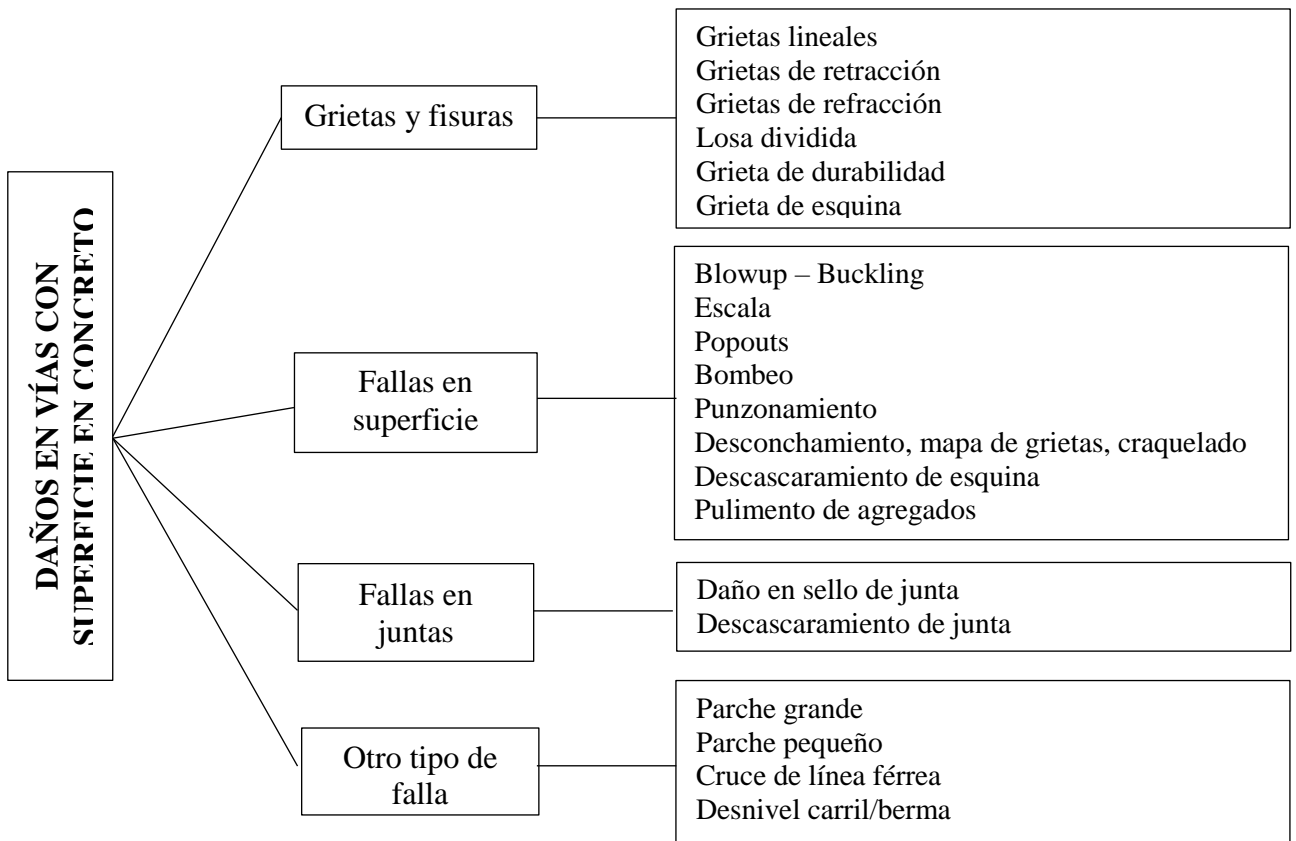 DAÑOS EN VÍAS CON
SUPERFICIE EN CONCRETO
Grietas y fisuras
Grietas lineales
Grietas de retracción
Grietas de refracción
Losa dividida
Grieta de durabilidad
Grieta de esquina
Fallas en
superficie
Blowup – Buckling
Escala
Popouts
Bombeo
Punzonamiento
Desconchamiento, mapa de grietas, craquelado
Descascaramiento de esquina
Pulimento de agregados
Fallas en
juntas
Daño en sello de junta
Descascaramiento de junta
Otro tipo de
falla
Parche grande
Parche pequeño
Cruce de línea férrea
Desnivel carril/berma